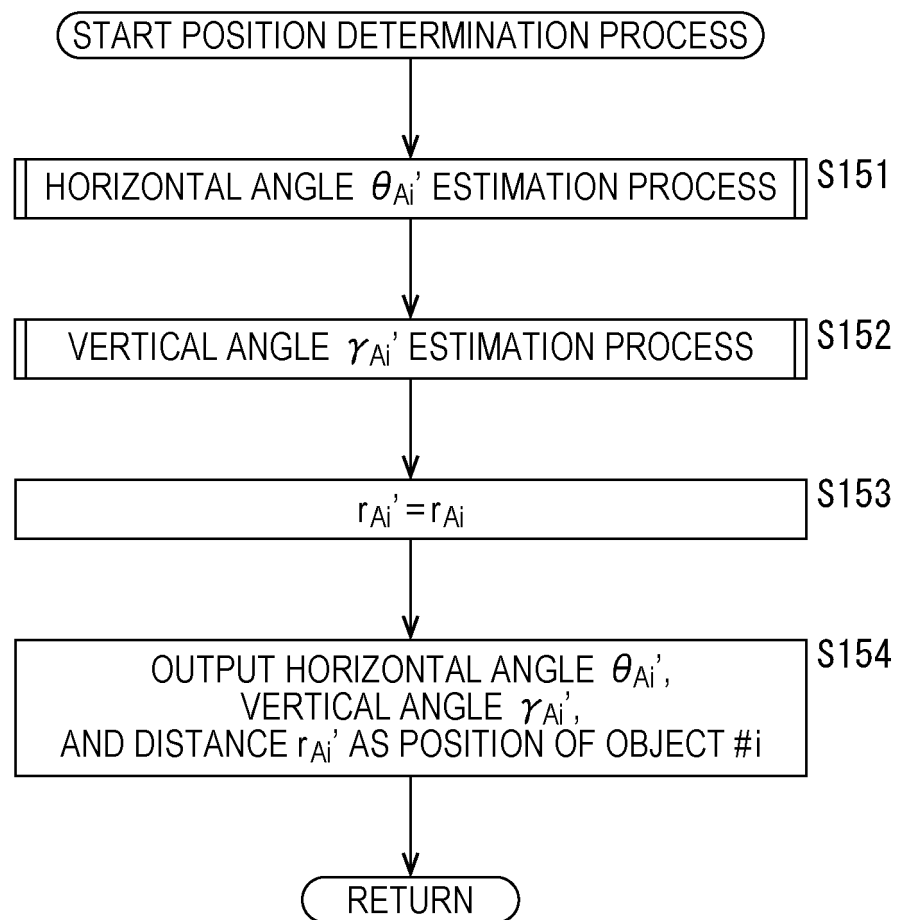 START POSITION DETERMINATION PROCESS
HORIZONTAL ANGLE θAi' ESTIMATION PROCESS
S151
VERTICAL ANGLE γAi' ESTIMATION PROCESS
S152
rAi' = rAi
S153
OUTPUT HORIZONTAL ANGLE θAi',
VERTICAL ANGLE γAi',
AND DISTANCE rAi' AS POSITION OF OBJECT #i
S154
RETURN